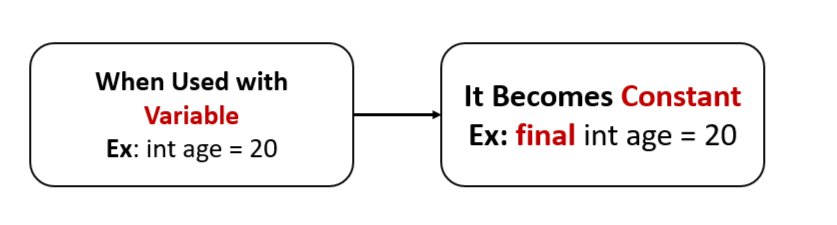 When Used with
Variable
Ex: int age = 20
It Becomes Constant
Ex: final int age = 20